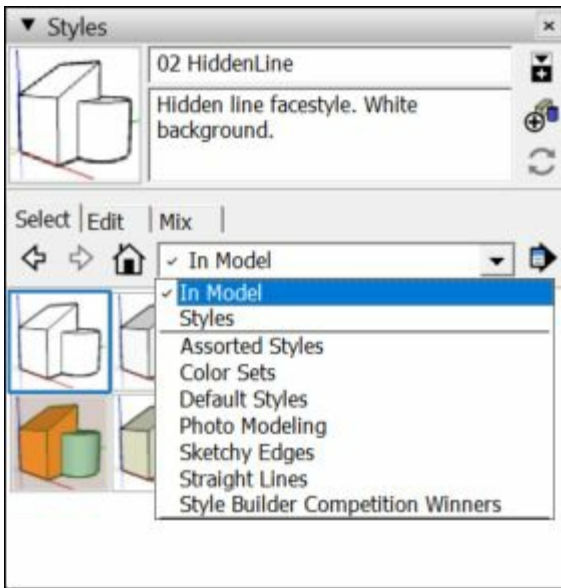 Styles
02 HiddenLine
Hidden line facestyle. White
background.
Select Edit Mix
In Model
In Model
Styles
Assorted Styles
Color Sets
Default Styles
Photo Modeling
Sketchy Edges
Straight Lines
Style Builder Competition Winners